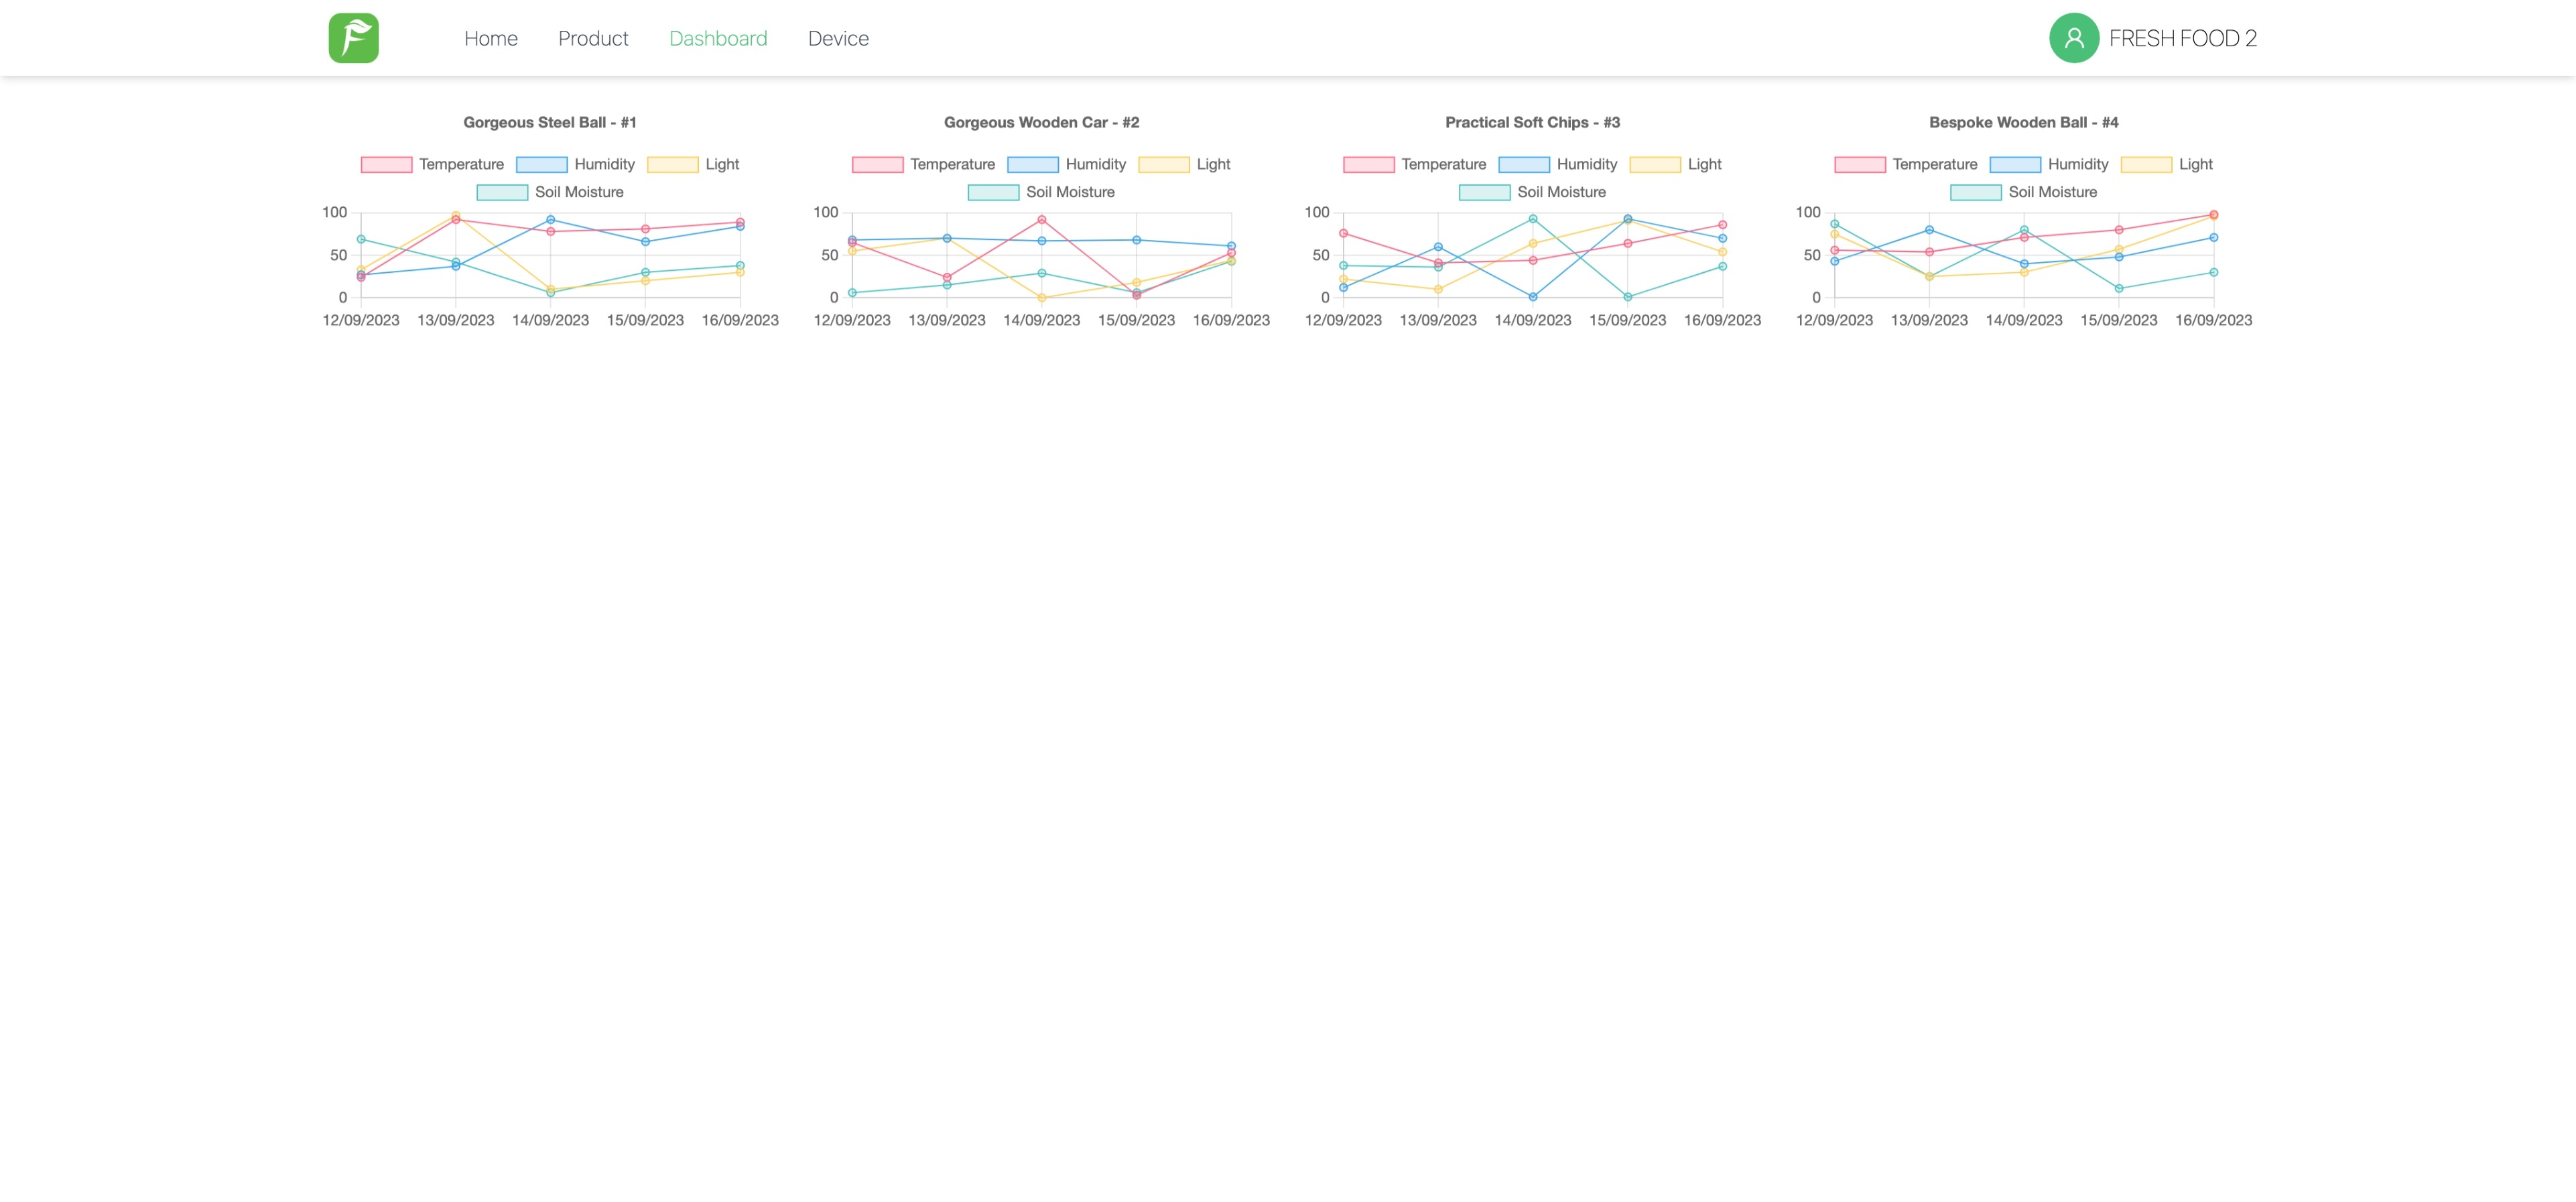 Home Product Dashboard Device FRESH FOOD 2
Gorgeous Steel Ball - #1
Temperature Humidity Light
Soil Moisture
100
50
0
12/09/2023 13/09/2023 14/09/2023 15/09/2023 16/09/2023
Gorgeous Wooden Car - #2
Temperature Humidity Light
Soil Moisture
100
50
0
12/09/2023 13/09/2023 14/09/2023 15/09/2023 16/09/2023
Practical Soft Chips - #3
Temperature Humidity Light
Soil Moisture
100
50
0
12/09/2023 13/09/2023 14/09/2023 15/09/2023 16/09/2023
Bespoke Wooden Ball - #4
Temperature Humidity Light
Soil Moisture
100
50
0
12/09/2023 13/09/2023 14/09/2023 15/09/2023 16/09/2023